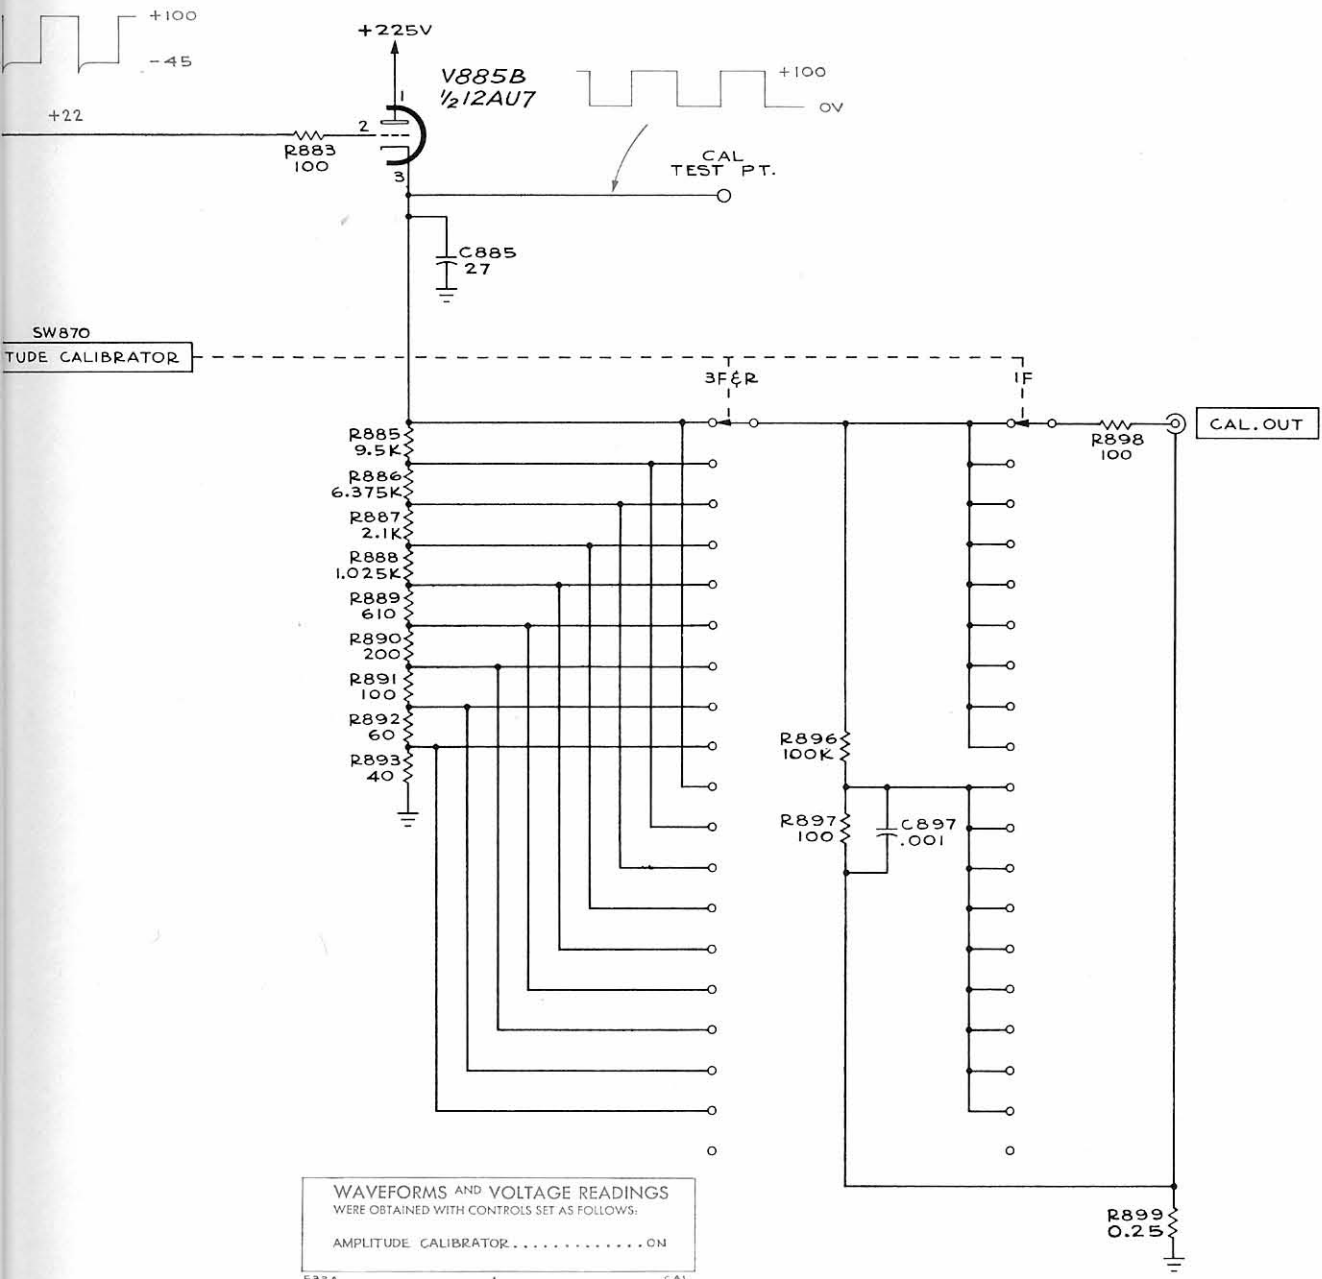 +100
-45
+225V
V885B
½12AU7
+100
0V
+22
1
2
3
R883
100
CAL
TEST PT.
C885
27
SW870
TUDE CALIBRATOR
3F&R
1F
CAL. OUT
R898
100
R885
9.5K
R886
6.375K
R887
2.1K
R888
1.025K
R889
610
R890
200
R891
100
R892
60
R893
40
R896
100K
R897
100
C897
.001
R899
0.25
WAVEFORMS AND VOLTAGE READINGS
WERE OBTAINED WITH CONTROLS SET AS FOLLOWS:
AMPLITUDE CALIBRATOR.............ON